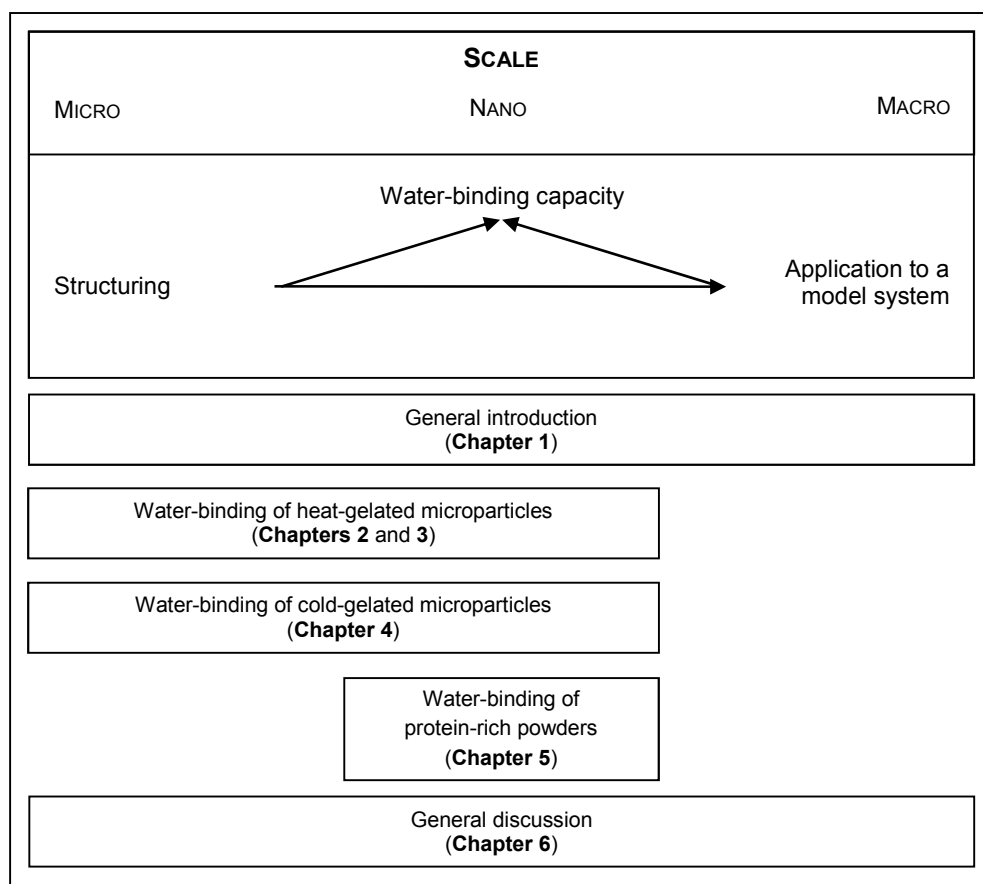 SCALE
MICRO NANO MACRO
Water-binding capacity
Structuring
Application to a
model system
General introduction
(Chapter 1)
Water-binding of heat-gelated microparticles
(Chapters 2 and 3)
Water-binding of cold-gelated microparticles
(Chapter 4)
Water-binding of
protein-rich powders
(Chapter 5)
General discussion
(Chapter 6)